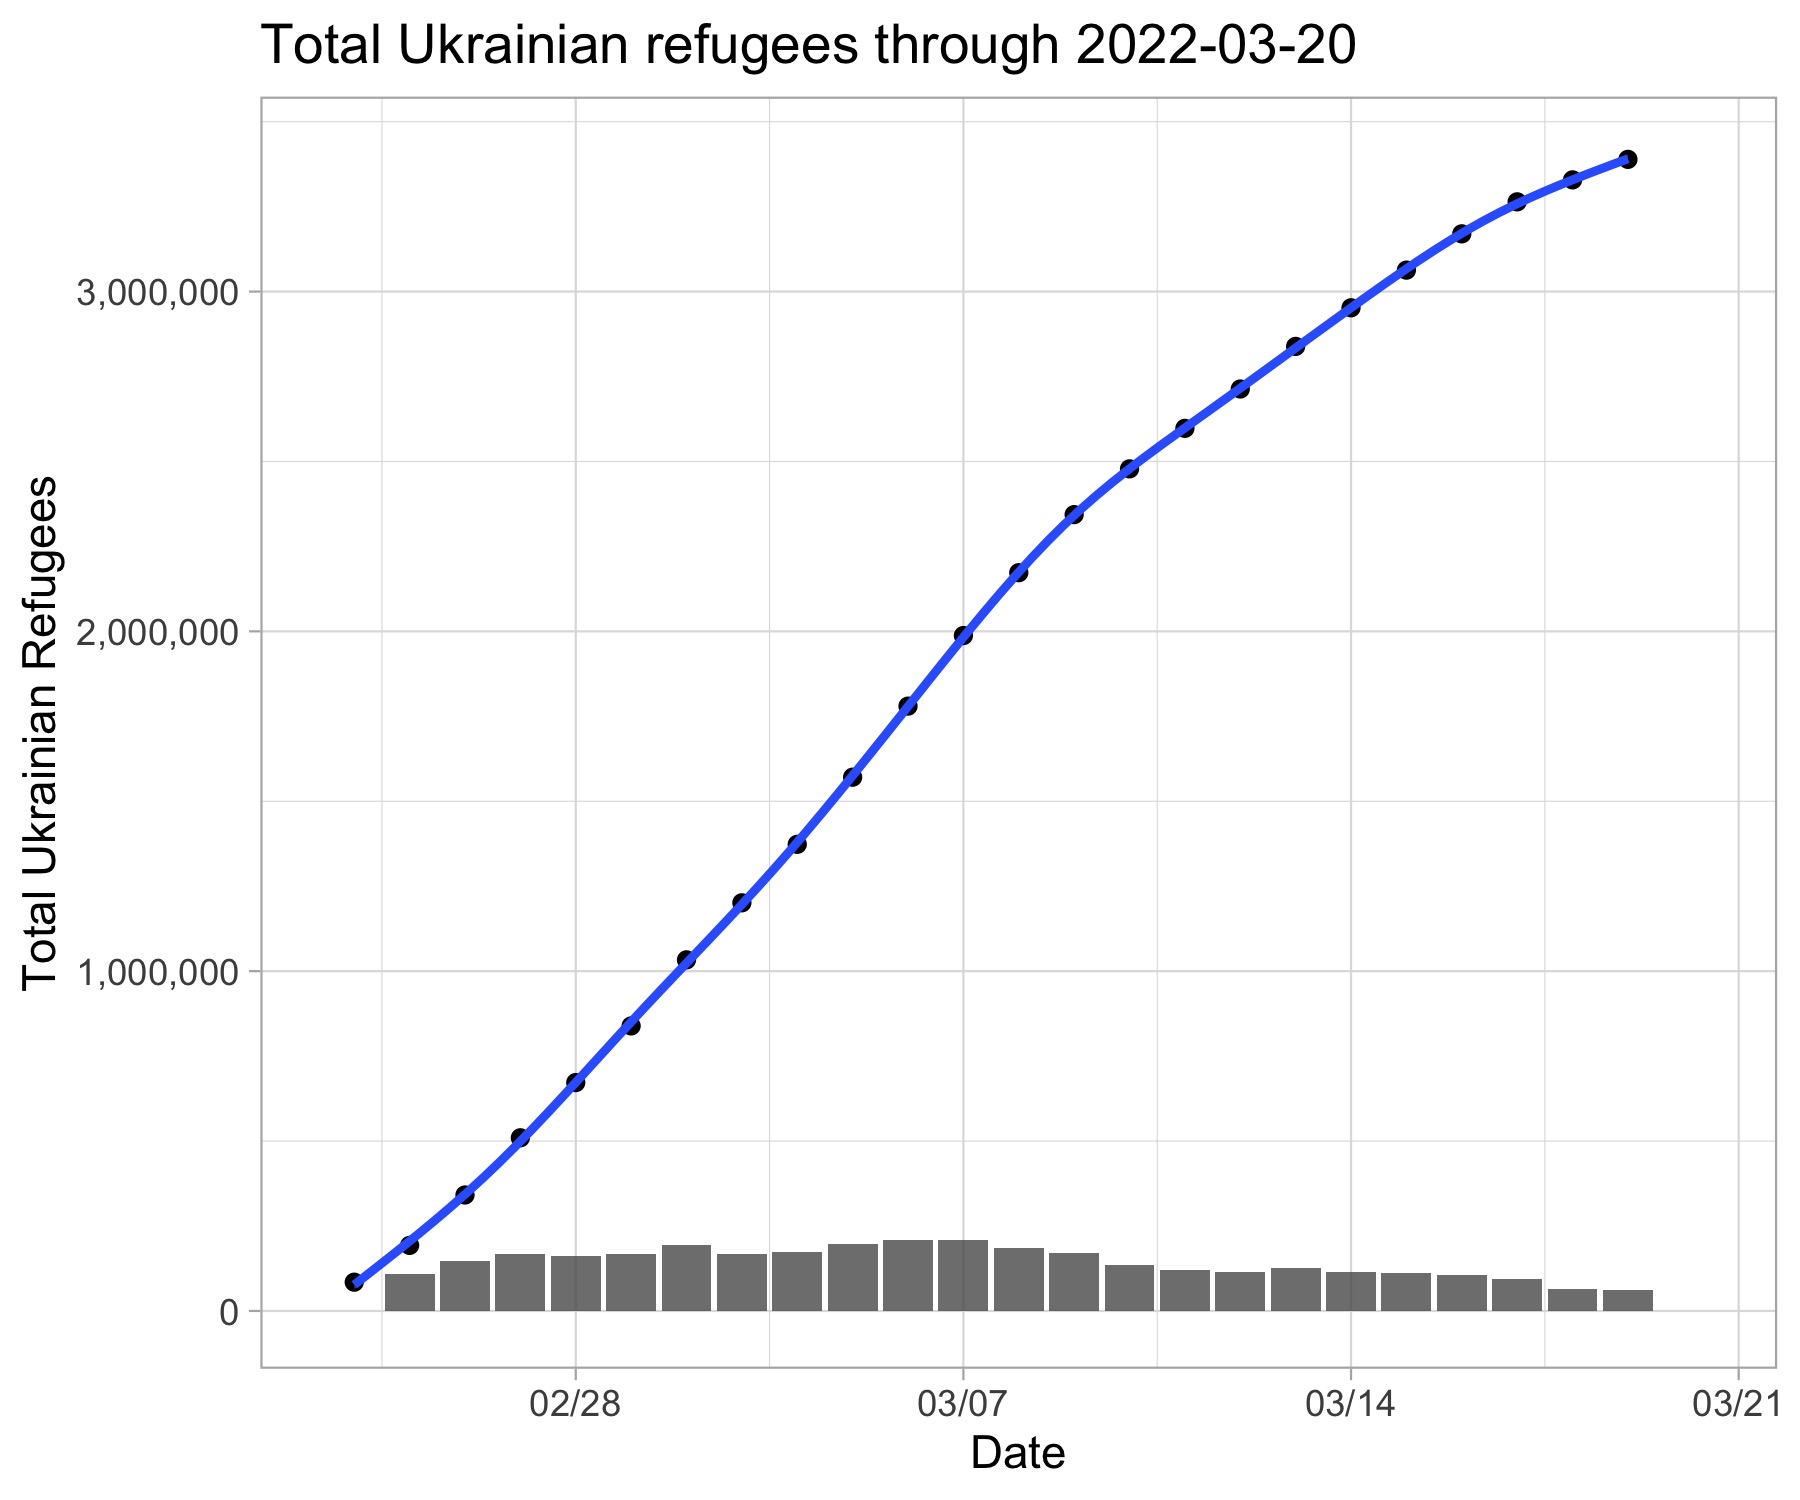 Total Ukrainian refugees through 2022-03-20
Total Ukrainian Refugees
3,000,000
2,000,000
1,000,000
0
02/28
03/07
03/14
03/21
Date